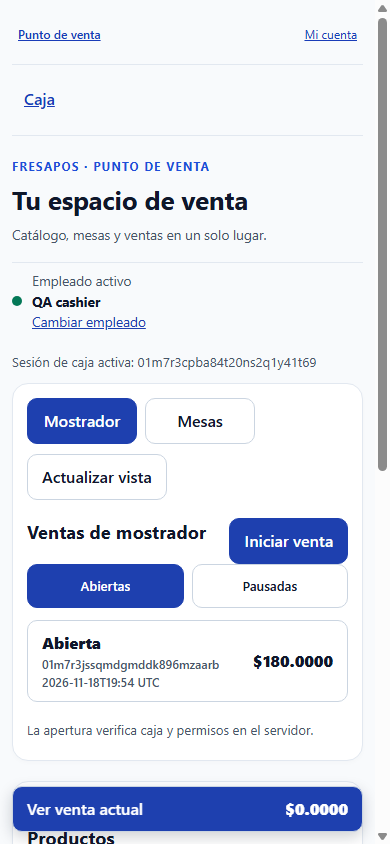 Punto de venta
Mi cuenta
Caja
FRESAPOS · PUNTO DE VENTA
Tu espacio de venta
Catálogo, mesas y ventas en un solo lugar.
Empleado activo
QA cashier
Cambiar empleado
Sesión de caja activa: 01m7r3cpba84t20ns2q1y41t69
Mostrador
Mesas
Actualizar vista
Ventas de mostrador
Iniciar venta
Abiertas
Pausadas
Abierta
01m7r3jssqmdgmddk896mzaarb
$180.0000
2026-11-18T19:54 UTC
La apertura verifica caja y permisos en el servidor.
Ver venta actual
$0.0000
Productos